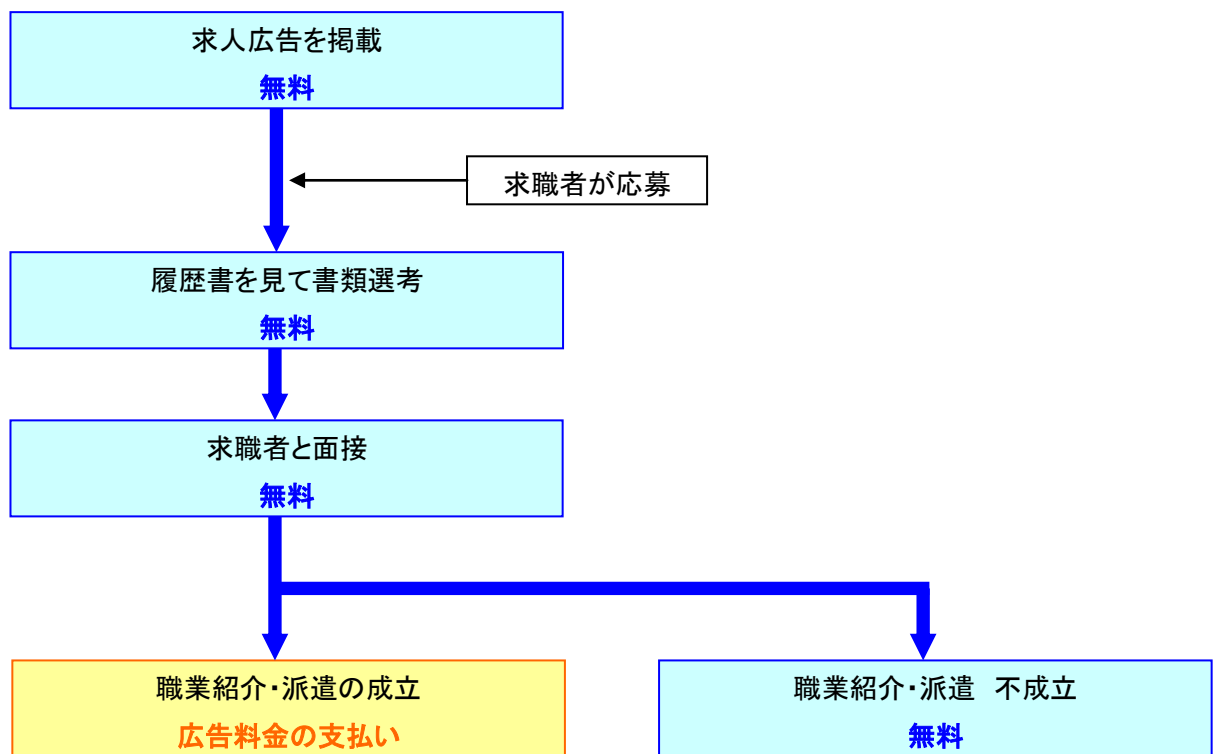 求人広告を掲載
無料
求職者が応募
履歴書を見て書類選考
無料
求職者と面接
無料
職業紹介・派遣の成立
広告料金の支払い
職業紹介・派遣　不成立
無料